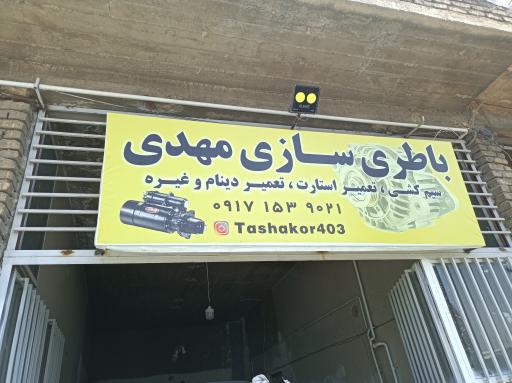 باطری سازی مهدی
سیم کشی ، تعمیر استارت ، تعمیر دینام و غیره
۰۹۱۷ ۱۵۳ ۹۰۲۱
Tashakor403